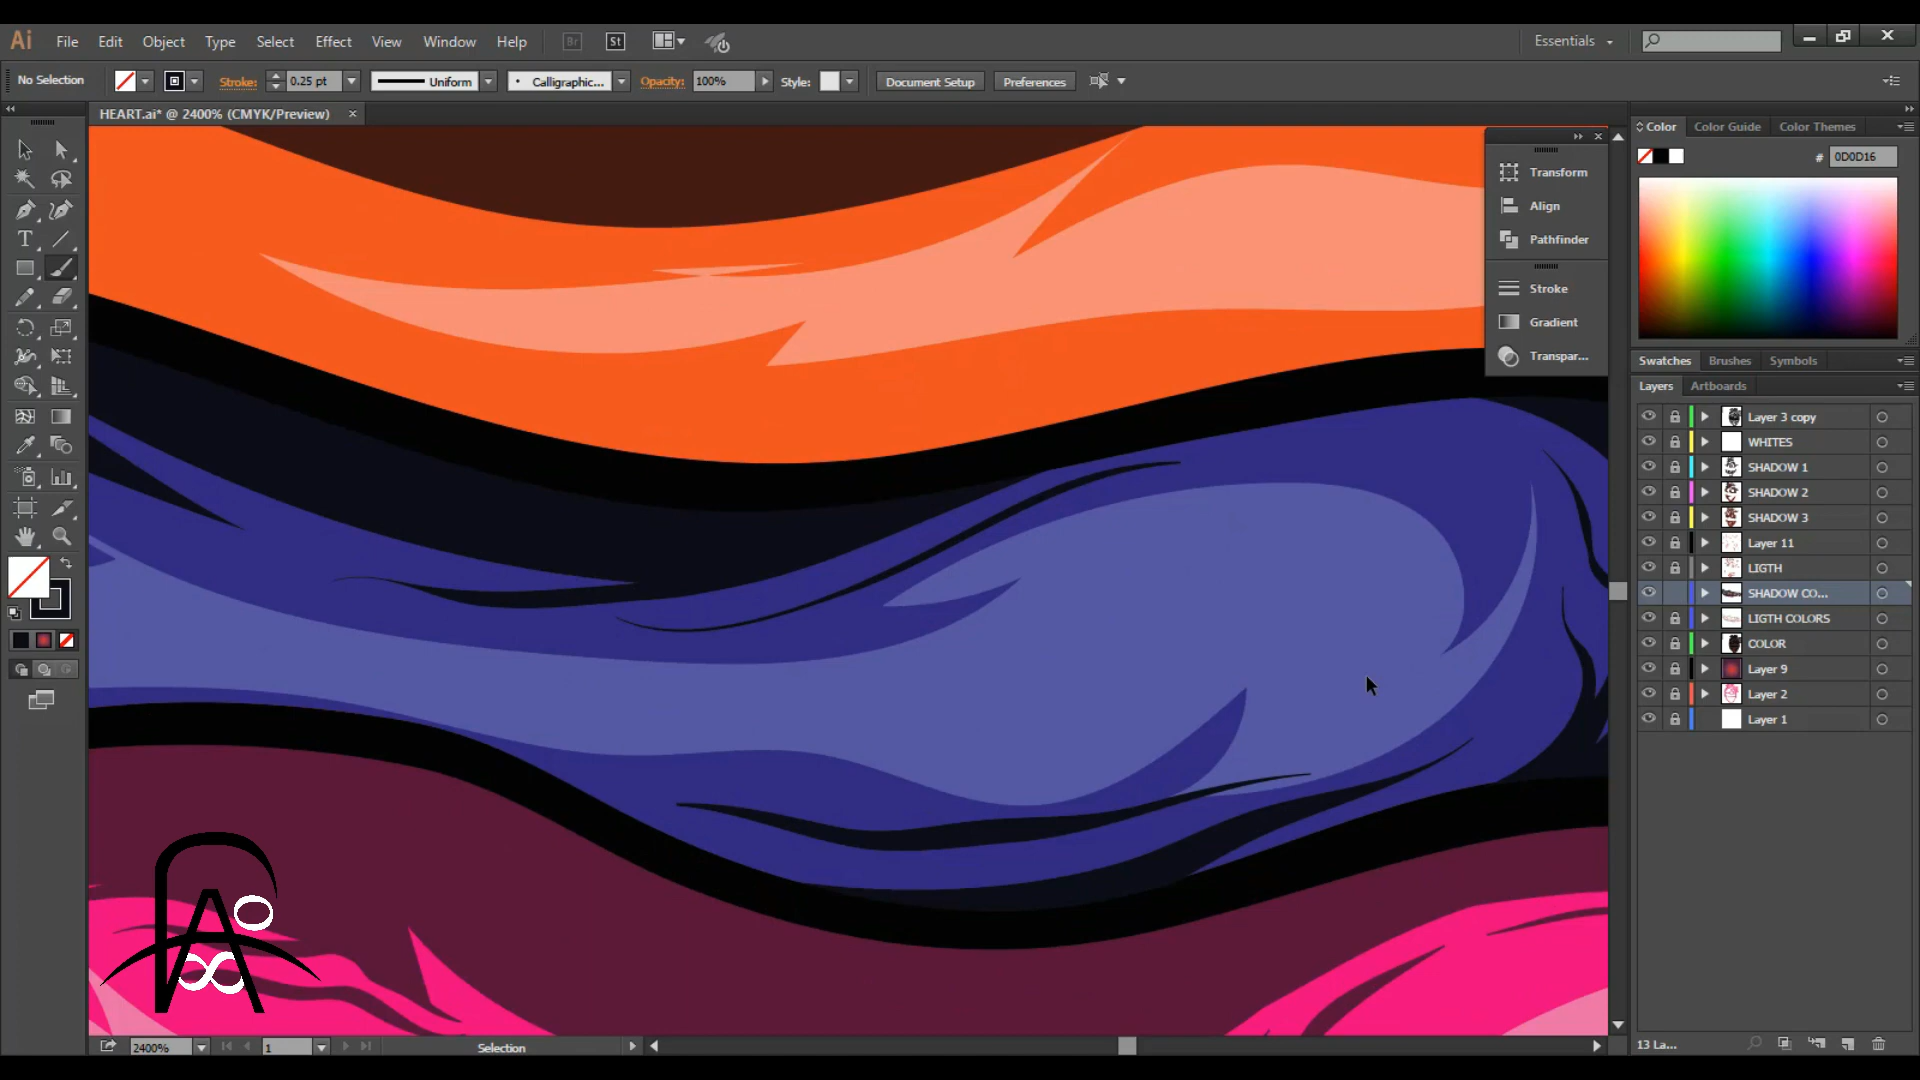 Ai File Edit Object Type Select Effect View Window Help Br St Essentials
No Selection Stroke: 0.25 pt Uniform Calligraphic... Opacity: 100% Style: Document Setup Preferences
HEART.ai* @ 2400% (CMYK/Preview)
Color Color Guide Color Themes
# 0D0D16
Transform
Align
Pathfinder
Stroke
Gradient
Transpar...
Swatches Brushes Symbols
Layers Artboards
Layer 3 copy
WHITES
SHADOW 1
SHADOW 2
SHADOW 3
Layer 11
LIGTH
SHADOW CO...
LIGTH COLORS
COLOR
Layer 9
Layer 2
Layer 1
2400% 1 Selection 13 La...